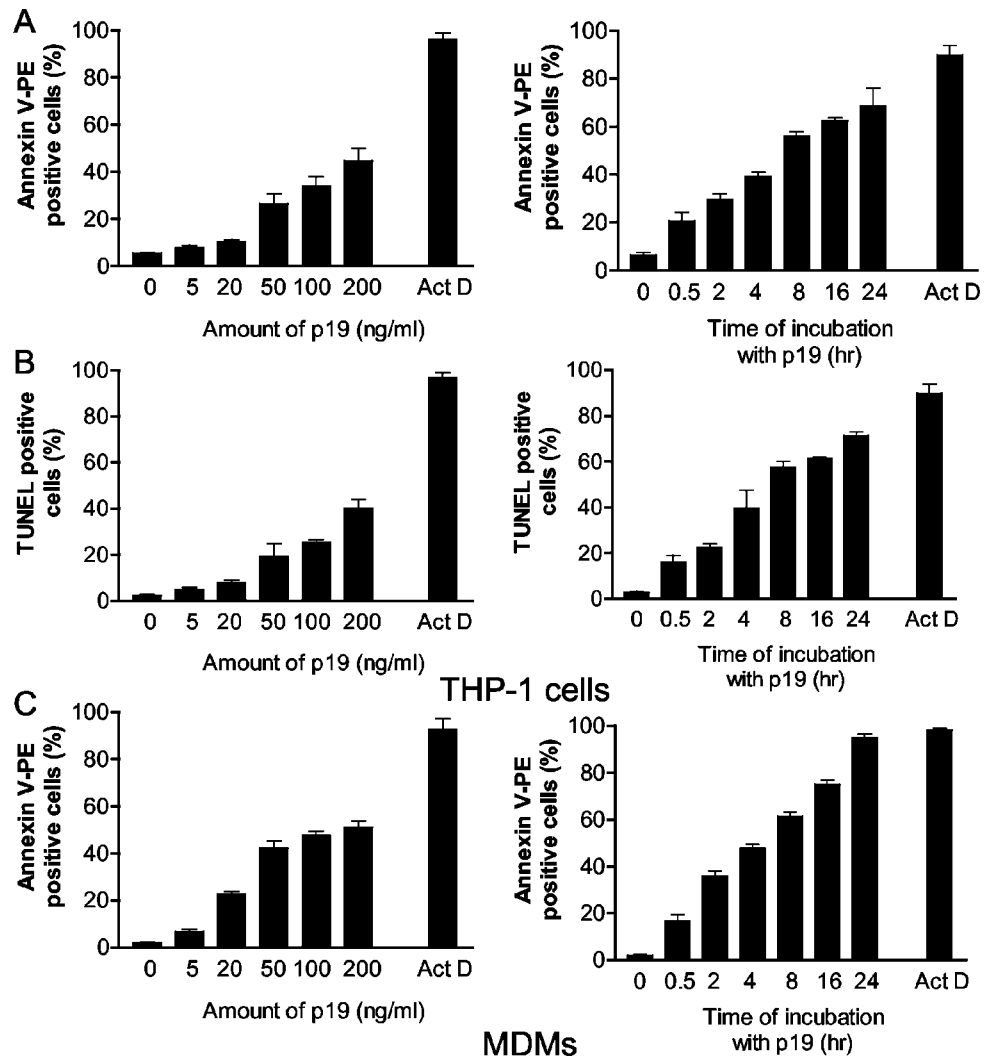 A
Annexin V-PE
positive cells (%)
100
80
60
40
20
0
0 5 20 50 100 200 Act D
Amount of p19 (ng/ml)
Annexin V-PE
positive cells (%)
100
80
60
40
20
0
0 0.5 2 4 8 16 24 Act D
Time of incubation
with p19 (hr)
B
TUNEL positive
cells (%)
100
80
60
40
20
0
0 5 20 50 100 200 Act D
Amount of p19 (ng/ml)
TUNEL positive
cells (%)
100
80
60
40
20
0
0 0.5 2 4 8 16 24 Act D
Time of incubation
with p19 (hr)
THP-1 cells
C
Annexin V-PE
positive cells (%)
100
80
60
40
20
0
0 5 20 50 100 200 Act D
Amount of p19 (ng/ml)
Annexin V-PE
positive cells (%)
100
80
60
40
20
0
0 0.5 2 4 8 16 24 Act D
Time of incubation
with p19 (hr)
MDMs